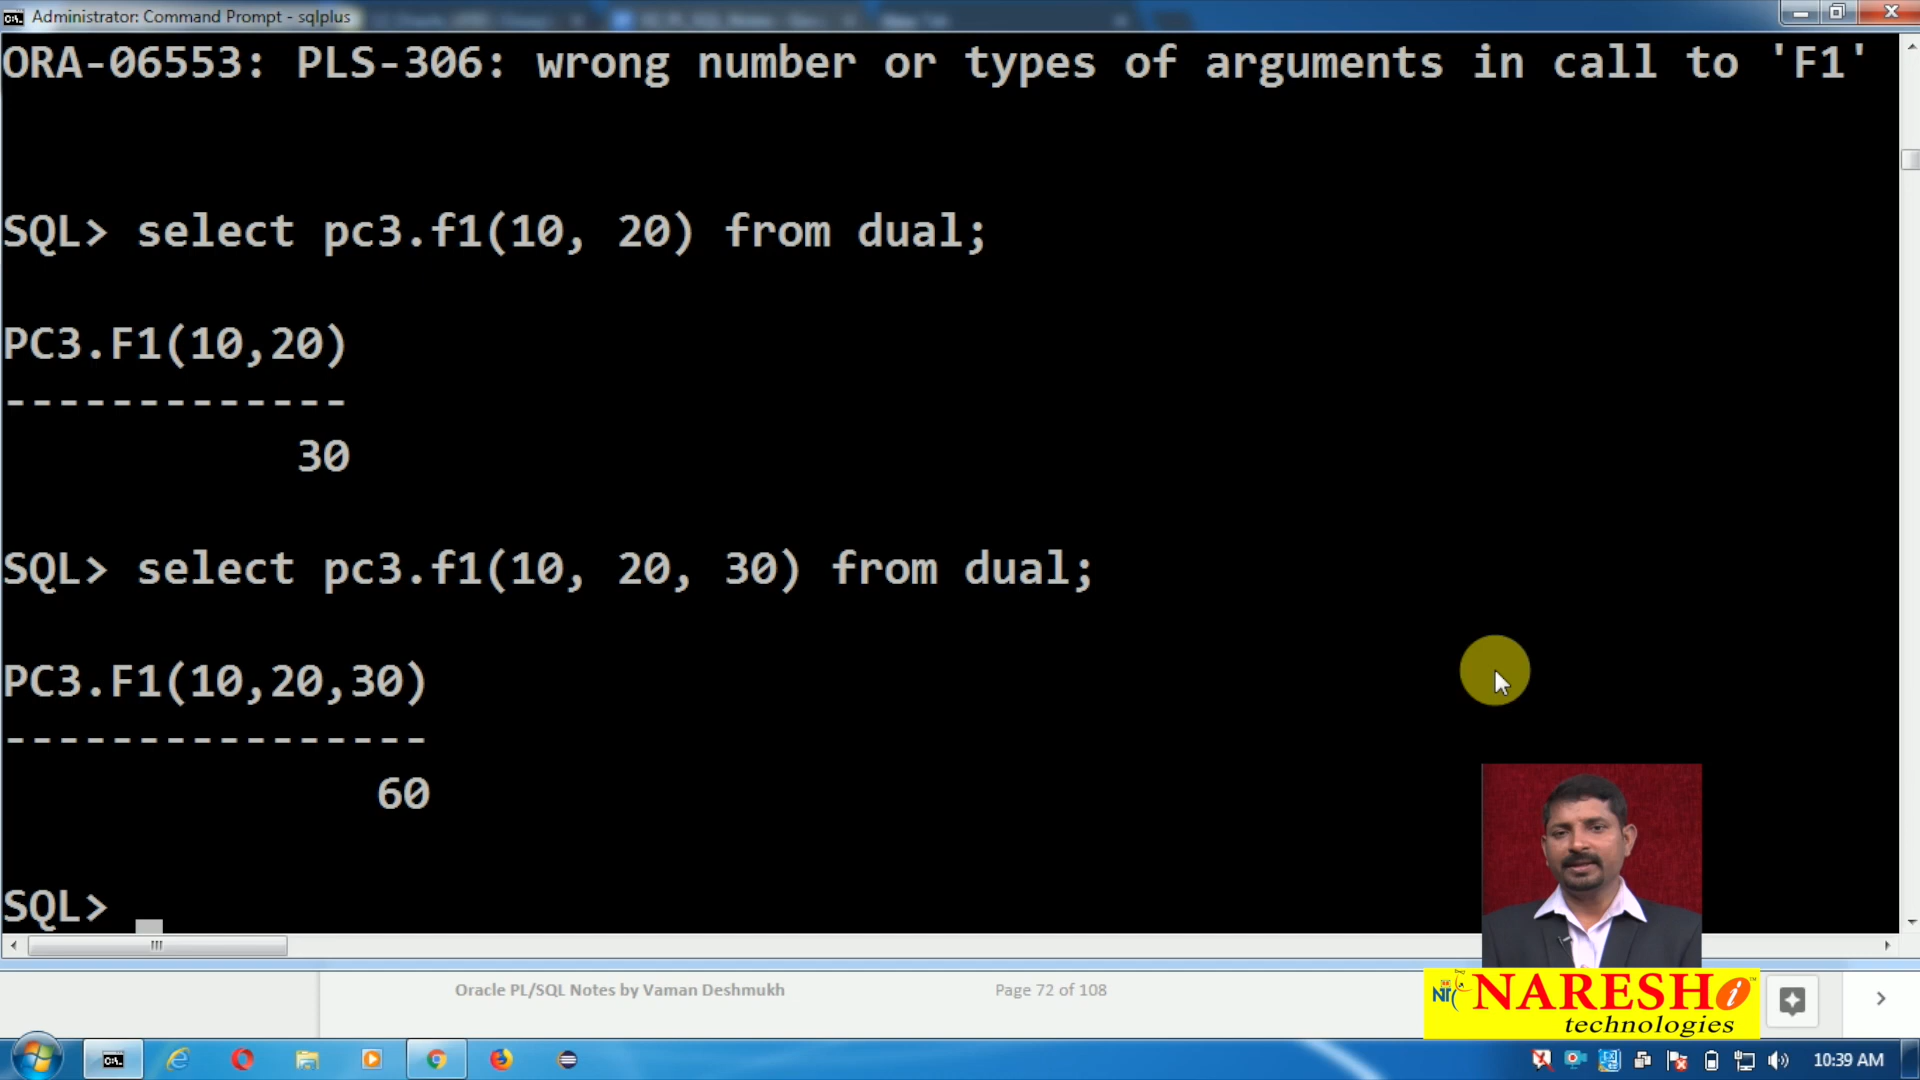 Administrator: Command Prompt - sqlplus
ORA-06553: PLS-306: wrong number or types of arguments in call to 'F1'
SQL> select pc3.f1(10, 20) from dual;
PC3.F1(10,20)
-------------
30
SQL> select pc3.f1(10, 20, 30) from dual;
PC3.F1(10,20,30)
----------------
60
SQL>
Oracle PL/SQL Notes by Vaman Deshmukh
Page 72 of 108
NARESH i
technologies
10:39 AM